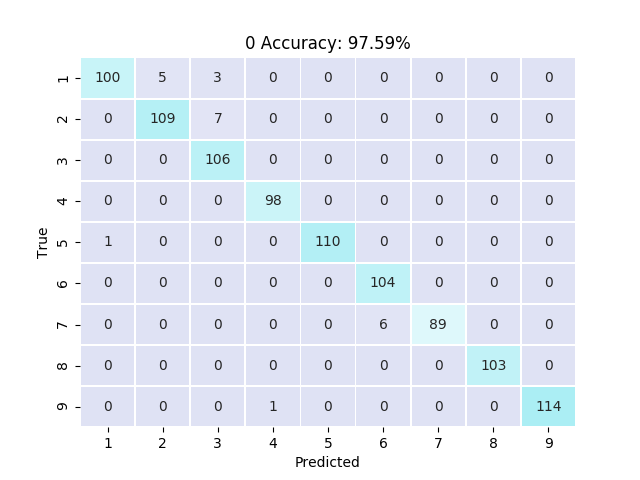 0 Accuracy: 97.59%
1 100 5 3 0 0 0 0 0 0
2 0 109 7 0 0 0 0 0 0
3 0 0 106 0 0 0 0 0 0
4 0 0 0 98 0 0 0 0 0
5 1 0 0 0 110 0 0 0 0
6 0 0 0 0 0 104 0 0 0
7 0 0 0 0 0 6 89 0 0
8 0 0 0 0 0 0 0 103 0
9 0 0 0 1 0 0 0 0 114
True
1 2 3 4 5 6 7 8 9
Predicted